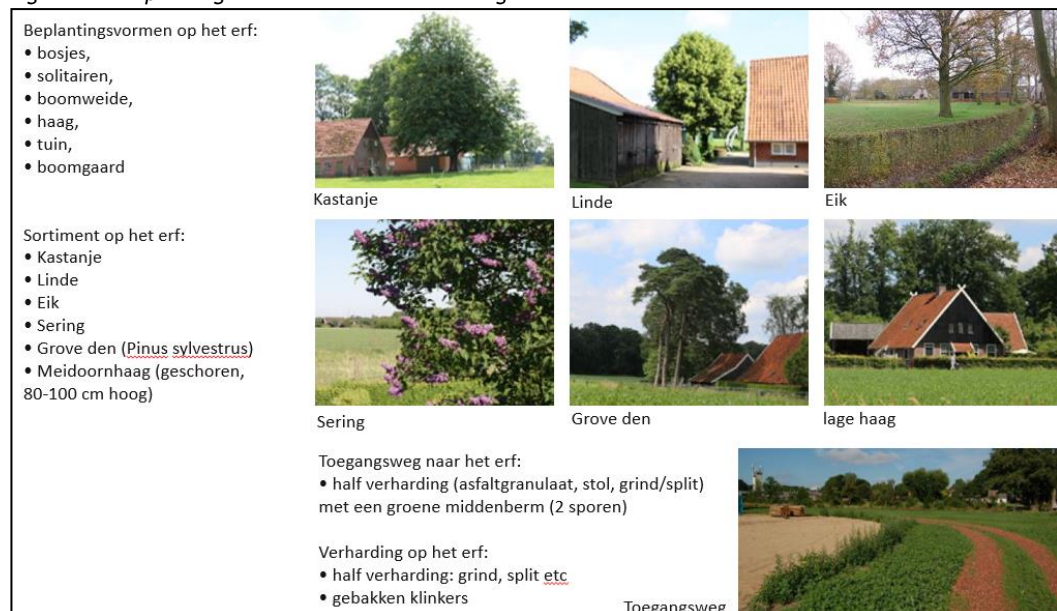 Beplantingsvormen op het erf:
• bosjes,
• solitairen,
• boomweide,
• haag,
• tuin,
• boomgaard
Kastanje
Linde
Eik
Sortiment op het erf:
• Kastanje
• Linde
• Eik
• Sering
• Grove den (Pinus sylvestrus)
• Meidoornhaag (geschoren,
80-100 cm hoog)
Sering
Grove den
lage haag
Toegangsweg naar het erf:
• half verharding (asfaltgranulaat, stol, grind/split)
met een groene middenberm (2 sporen)
Verharding op het erf:
• half verharding: grind, split etc
• gebakken klinkers
Toegangsweg